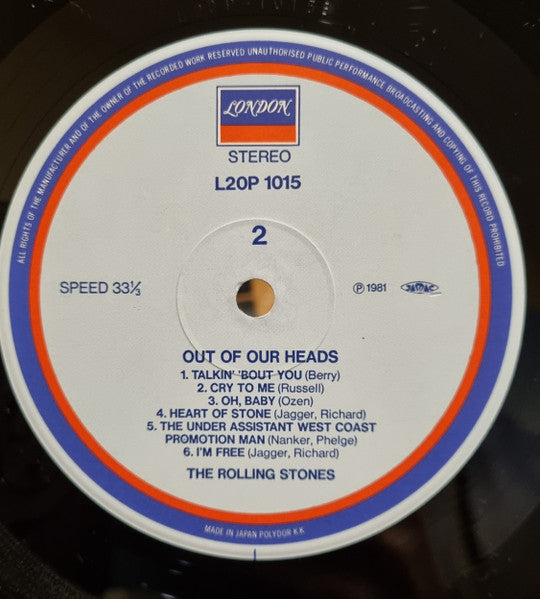 ALL RIGHTS OF THE MANUFACTURER AND OF THE OWNER OF THE RECORDED WORK RESERVED UNAUTHORISED PUBLIC PERFORMANCE BROADCASTING AND COPYING OF THIS RECORD PROHIBITED
LONDON
STEREO
L20P 1015
2
SPEED 33⅓
Ⓟ 1981
JASRAC
OUT OF OUR HEADS
1. TALKIN' 'BOUT YOU (Berry)
2. CRY TO ME (Russell)
3. OH, BABY (Ozen)
4. HEART OF STONE (Jagger, Richard)
5. THE UNDER ASSISTANT WEST COAST
PROMOTION MAN (Nanker, Phelge)
6. I'M FREE (Jagger, Richard)
THE ROLLING STONES
MADE IN JAPAN POLYDOR K.K